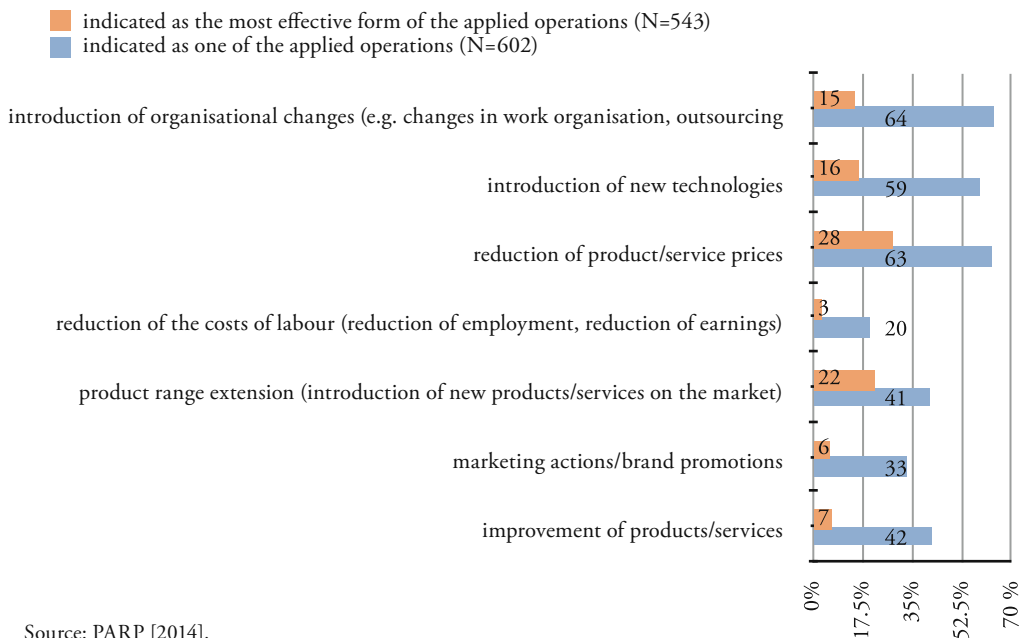 indicated as the most effective form of the applied operations (N=543)
indicated as one of the applied operations (N=602)
15
introduction of organisational changes (e.g. changes in work organisation, outsourcing
64
16
introduction of new technologies
59
28
reduction of product/service prices
63
3
reduction of the costs of labour (reduction of employment, reduction of earnings)
20
22
product range extension (introduction of new products/services on the market)
41
6
marketing actions/brand promotions
33
7
improvement of products/services
42
0%
17.5%
35%
52.5%
70 %
Source: PARP [2014].